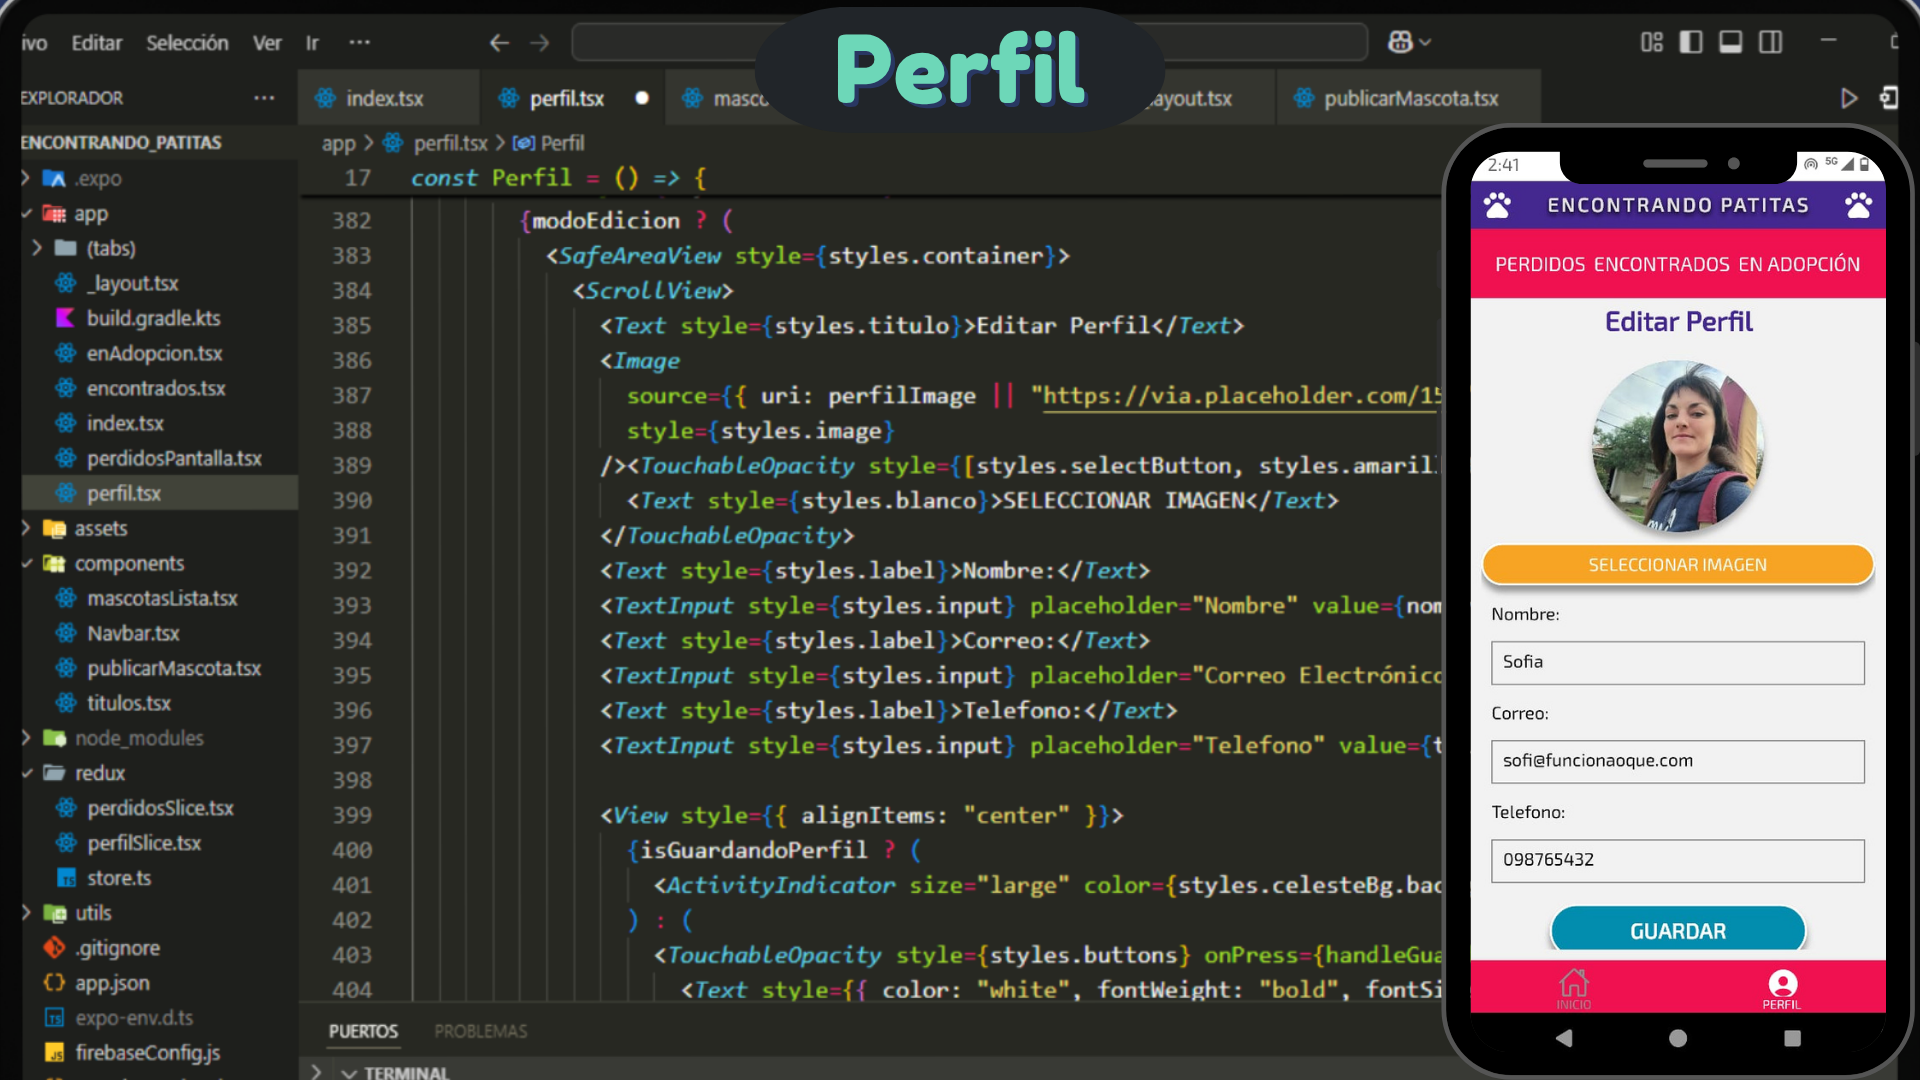 Perfil
ivo Editar Selección Ver Ir ···
EXPLORADOR ···
index.tsx perfil.tsx ayout.tsx publicarMascota.tsx
ENCONTRANDO_PATITAS
app > perfil.tsx > Perfil
.expo
app
(tabs)
_layout.tsx
build.gradle.kts
enAdopcion.tsx
encontrados.tsx
index.tsx
perdidosPantalla.tsx
perfil.tsx
assets
components
mascotasLista.tsx
Navbar.tsx
publicarMascota.tsx
titulos.tsx
node_modules
redux
perdidosSlice.tsx
perfilSlice.tsx
store.ts
utils
.gitignore
app.json
expo-env.d.ts
firebaseConfig.js
17 const Perfil = () => {
382 {modoEdicion ? (
383 <SafeAreaView style={styles.container}>
384 <ScrollView>
385 <Text style={styles.titulo}>Editar Perfil</Text>
386 <Image
387 source={{ uri: perfilImage || "https://via.placeholder.com/15
388 style={styles.image}
389 /><TouchableOpacity style={[styles.selectButton, styles.amaril
390 <Text style={styles.blanco}>SELECCIONAR IMAGEN</Text>
391 </TouchableOpacity>
392 <Text style={styles.label}>Nombre:</Text>
393 <TextInput style={styles.input} placeholder="Nombre" value={nom
394 <Text style={styles.label}>Correo:</Text>
395 <TextInput style={styles.input} placeholder="Correo Electrónico
396 <Text style={styles.label}>Telefono:</Text>
397 <TextInput style={styles.input} placeholder="Telefono" value={t
398
399 <View style={{ alignItems: "center" }}>
400 {isGuardandoPerfil ? (
401 <ActivityIndicator size="large" color={styles.celesteBg.bac
402 ) : (
403 <TouchableOpacity style={styles.buttons} onPress={handleGua
404 <Text style={{ color: "white", fontWeight: "bold", fontSi
PUERTOS PROBLEMAS
TERMINAL
2:41 5G
ENCONTRANDO PATITAS
PERDIDOS ENCONTRADOS EN ADOPCIÓN
Editar Perfil
SELECCIONAR IMAGEN
Nombre:
Sofia
Correo:
sofi@funcionaoque.com
Telefono:
098765432
GUARDAR
INICIO PERFIL